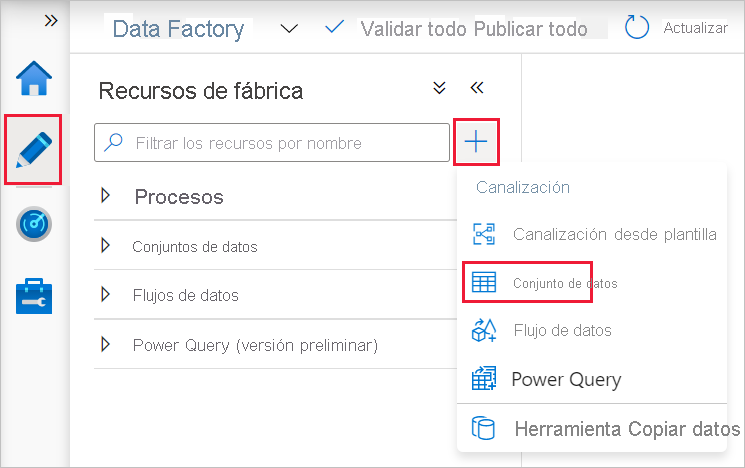 Data Factory
Validar todo Publicar todo
Actualizar
Recursos de fábrica
Filtrar los recursos por nombre
Procesos
Conjuntos de datos
Flujos de datos
Power Query (versión preliminar)
Canalización
Canalización desde plantilla
Conjunto de datos
Flujo de datos
Power Query
Herramienta Copiar datos